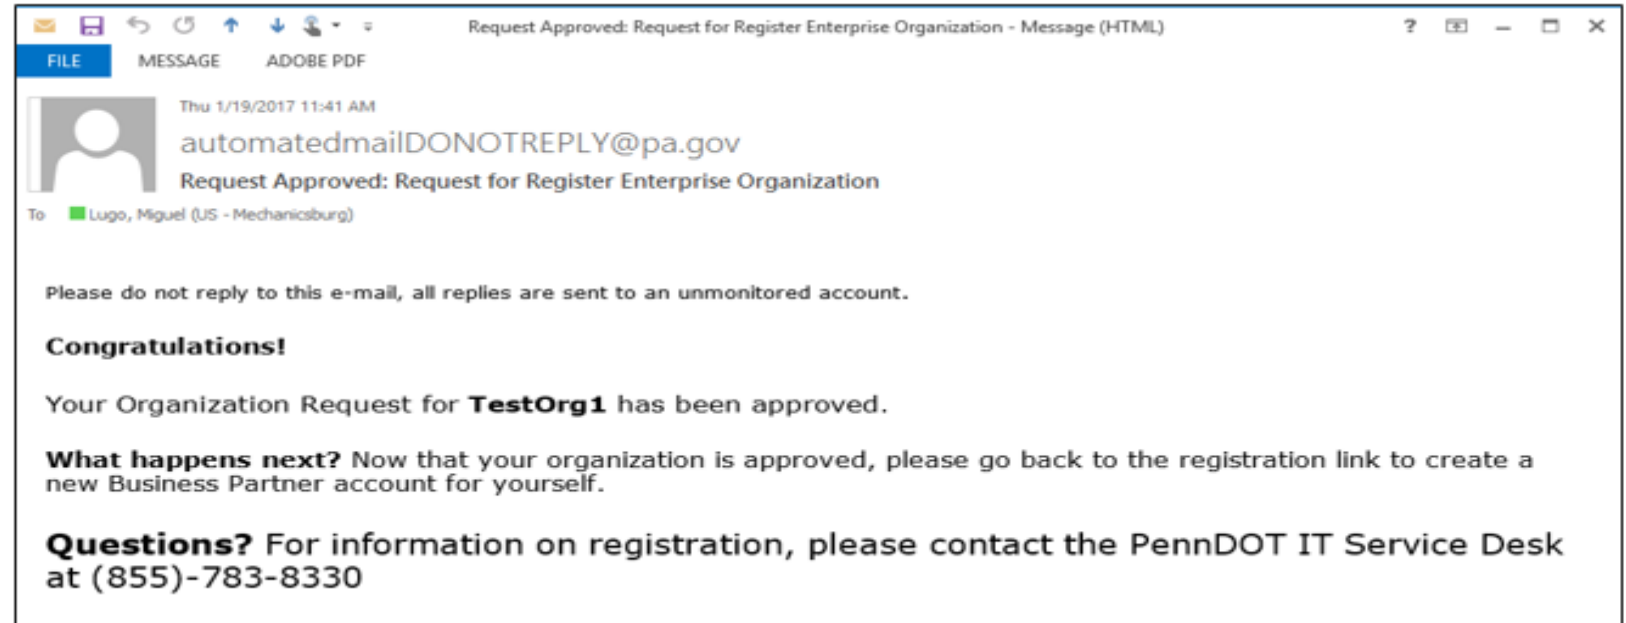 Request Approved: Request for Register Enterprise Organization - Message (HTML)
FILE MESSAGE ADOBE PDF
Thu 1/19/2017 11:41 AM
automatedmailDONOTREPLY@pa.gov
Request Approved: Request for Register Enterprise Organization
To Lugo, Miguel (US - Mechanicsburg)
Please do not reply to this e-mail, all replies are sent to an unmonitored account.
Congratulations!
Your Organization Request for TestOrg1 has been approved.
What happens next? Now that your organization is approved, please go back to the registration link to create a
new Business Partner account for yourself.
Questions? For information on registration, please contact the PennDOT IT Service Desk
at (855)-783-8330